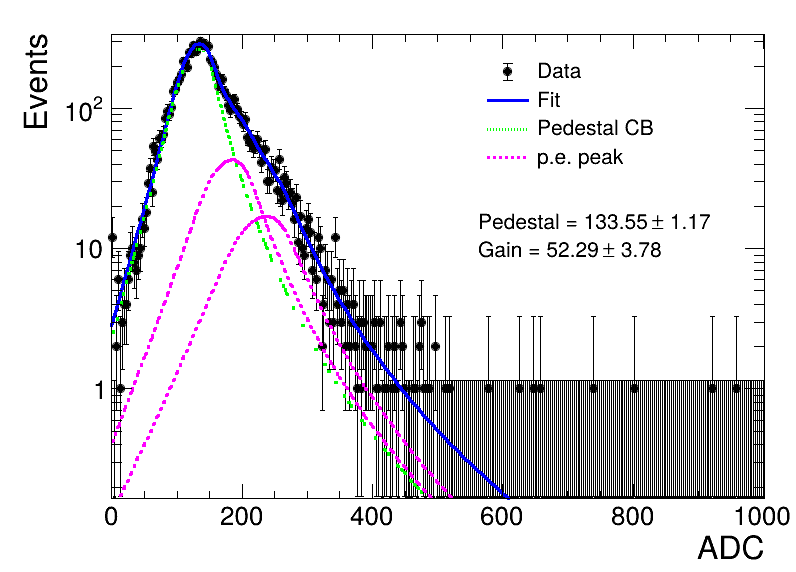 Events
10²
10
1
0
200
400
600
800
1000
ADC
Data
Fit
Pedestal CB
p.e. peak
Pedestal = 133.55 ± 1.17
Gain = 52.29 ± 3.78